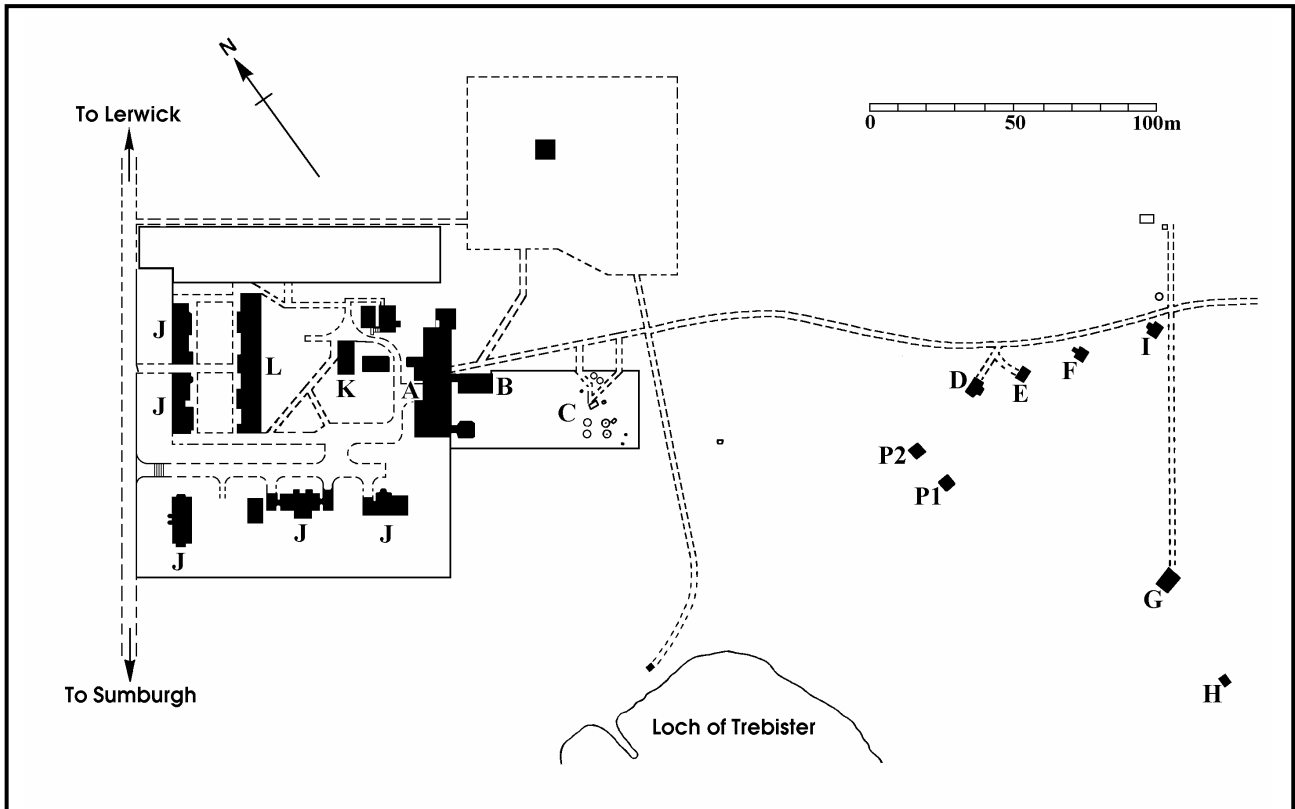 N
To Lerwick
0 50 100m
J
L
K
A
B
C
D
E
F
I
J
P2
P1
J
J
J
G
H
To Sumburgh
Loch of Trebister